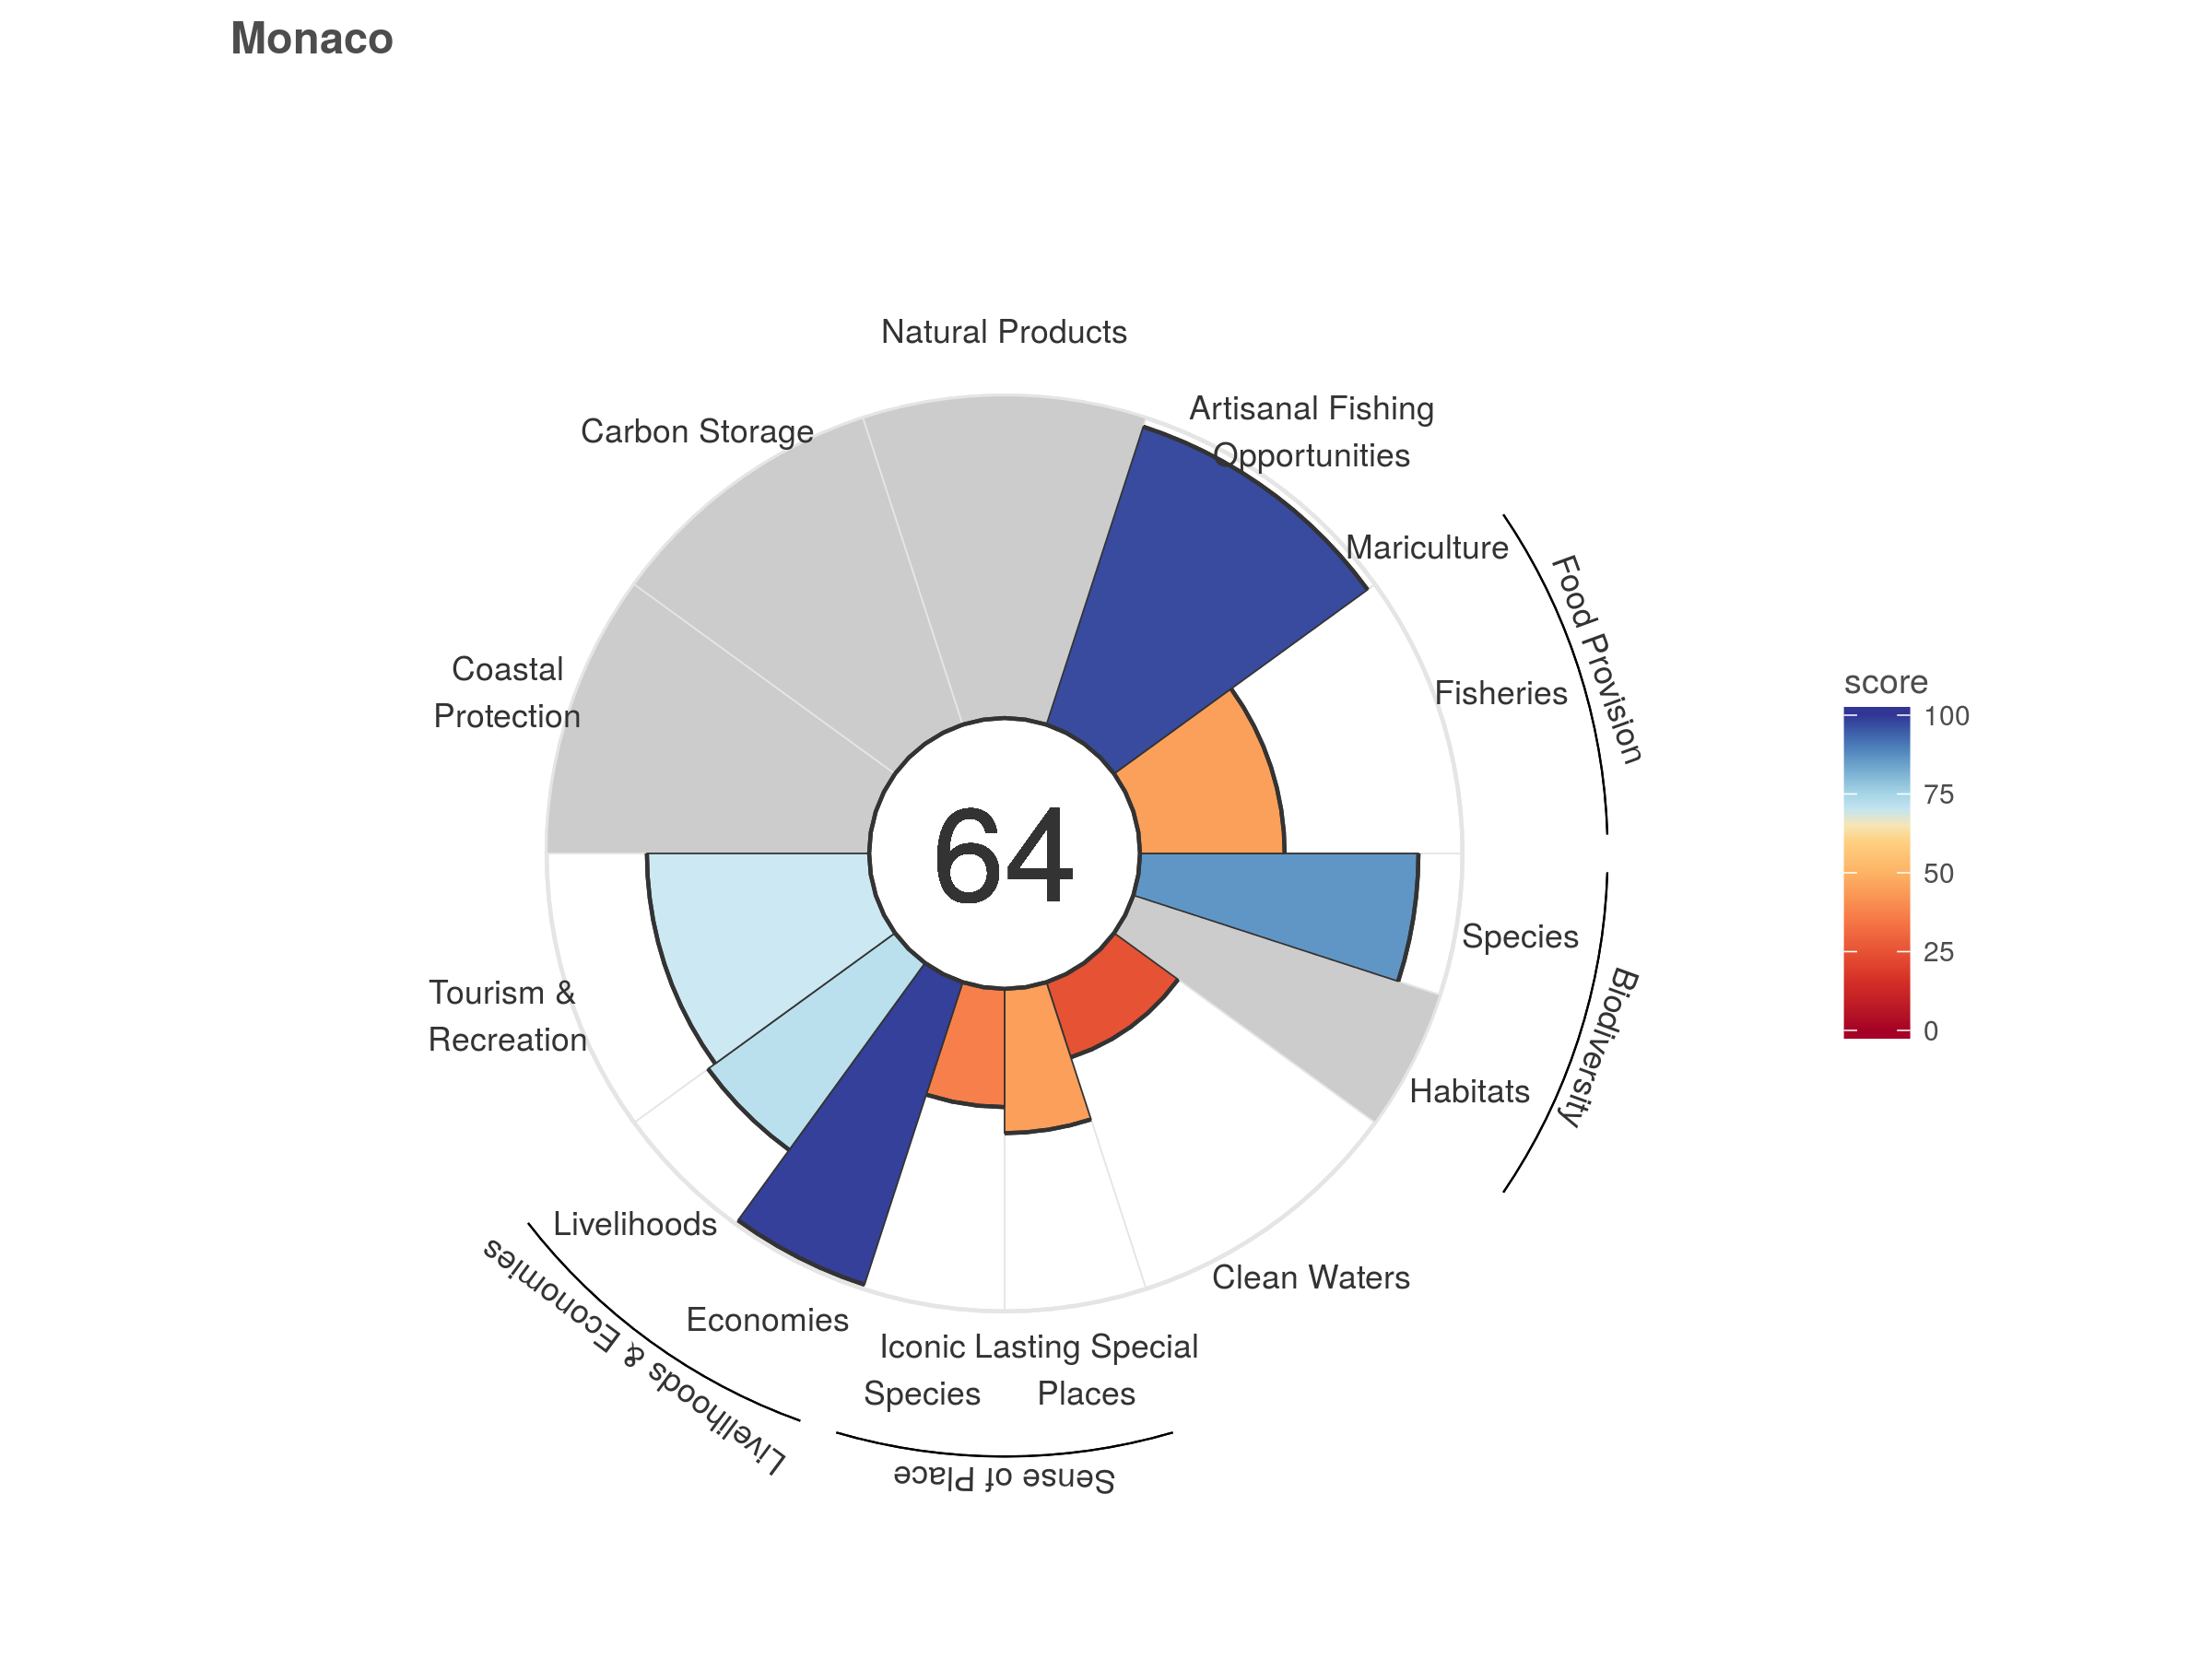 Monaco
Natural Products
Artisanal Fishing
Opportunities
Carbon Storage
Mariculture
Food Provision
Coastal
Protection
Fisheries
score
100
75
50
25
0
64
Species
Biodiversity
Tourism &
Recreation
Habitats
Livelihoods
Clean Waters
Livelihoods & Economies
Economies
Iconic
Species
Lasting Special
Places
Sense of Place